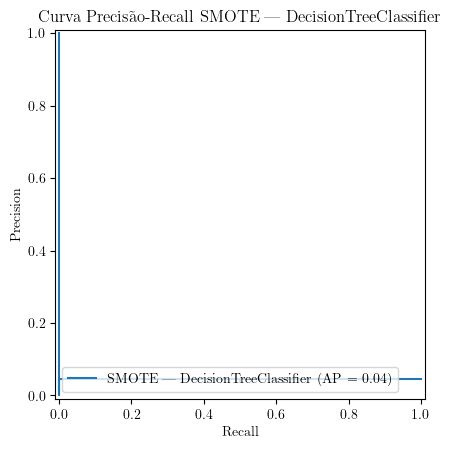 Curva Precisão-Recall SMOTE — DecisionTreeClassifier
1.0
0.8
0.6
0.4
0.2
0.0
Precision
SMOTE — DecisionTreeClassifier (AP = 0.04)
0.0 0.2 0.4 0.6 0.8 1.0
Recall